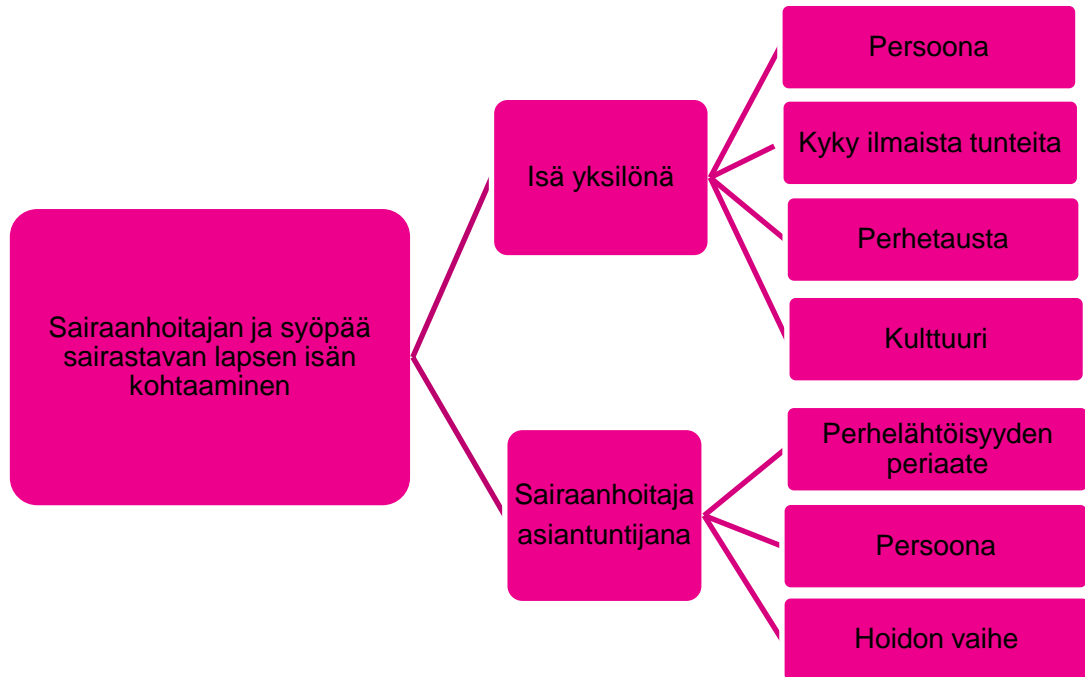 Sairaanhoitajan ja syöpää
sairastavan lapsen isän
kohtaaminen
Isä yksilönä
Persoona
Kyky ilmaista tunteita
Perhetausta
Kulttuuri
Sairaanhoitaja
asiantuntijana
Perhelähtöisyyden
periaate
Persoona
Hoidon vaihe